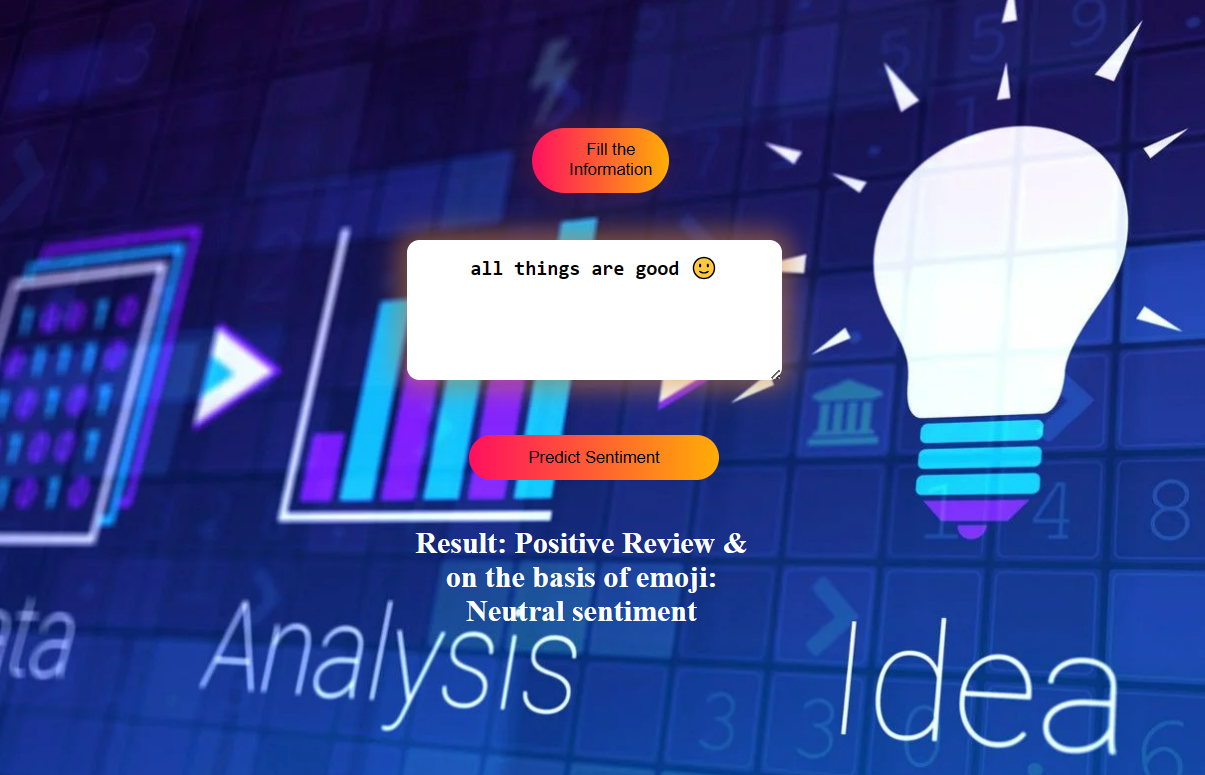 Fill the
Information
all things are good 🙂
Predict Sentiment
Result: Positive Review &
on the basis of emoji:
Neutral sentiment
ata
Analysis
Idea